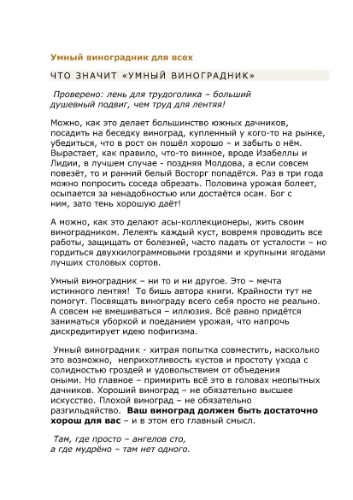 Умный виноградник для всех
ЧТО ЗНАЧИТ «УМНЫЙ ВИНОГРАДНИК»
Проверено: лень для трудоголика – больший
душевный подвиг, чем труд для лентяя!
Можно, как это делает большинство южных дачников,
посадить на беседку виноград, купленный у кого-то на рынке,
убедиться, что в рост он пошёл хорошо – и забыть о нём.
Вырастает, как правило, что-то винное, вроде Изабеллы и
Лидии, в лучшем случае - поздняя Молдова, а если совсем
повезёт, то и ранний белый Восторг попадётся. Раз в три года
можно попросить соседа обрезать. Половина урожая болеет,
осыпается за ненадобностью или достаётся осам. Бог с
ним, зато тень хорошую даёт!
А можно, как это делают асы-коллекционеры, жить своим
виноградником. Лелеять каждый куст, вовремя проводить все
работы, защищать от болезней, часто падать от усталости – но
гордиться двухкилограммовыми гроздями и крупными ягодами
лучших столовых сортов.
Умный виноградник – ни то и ни другое. Это – мечта
истинного лентяя!  То бишь автора книги. Крайности тут не
помогут. Посвящать винограду всего себя просто не реально.
А совсем не вмешиваться – иллюзия. Всё равно придётся
заниматься уборкой и поеданием урожая, что напрочь
дискредитирует идею пофигизма.
Умный виноградник - хитрая попытка совместить, насколько
это возможно,  неприхотливость кустов и простоту ухода с
солидностью гроздей и удовольствием от объедения
оными. Но главное – примирить всё это в головах неопытных
дачников. Хороший виноград – не обязательно высшее
искусство. Плохой виноград – не обязательно
разгильдяйство.  Ваш виноград должен быть достаточно
хорош для вас – и в этом его главный смысл.
Там, где просто – ангелов сто,
а где мудрёно – там нет одного.